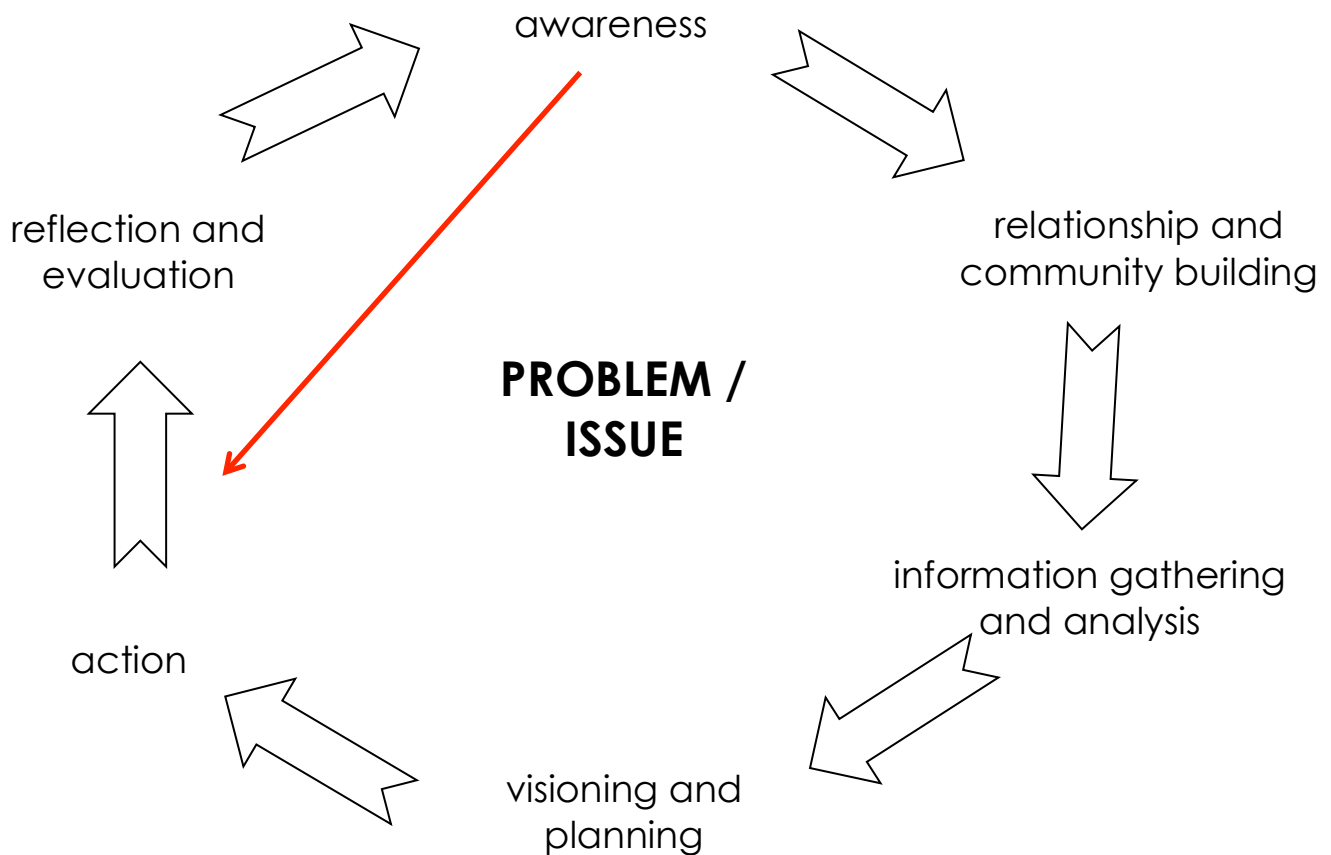 awareness
relationship and
community building
information gathering
and analysis
visioning and
planning
action
reflection and
evaluation
PROBLEM /
ISSUE